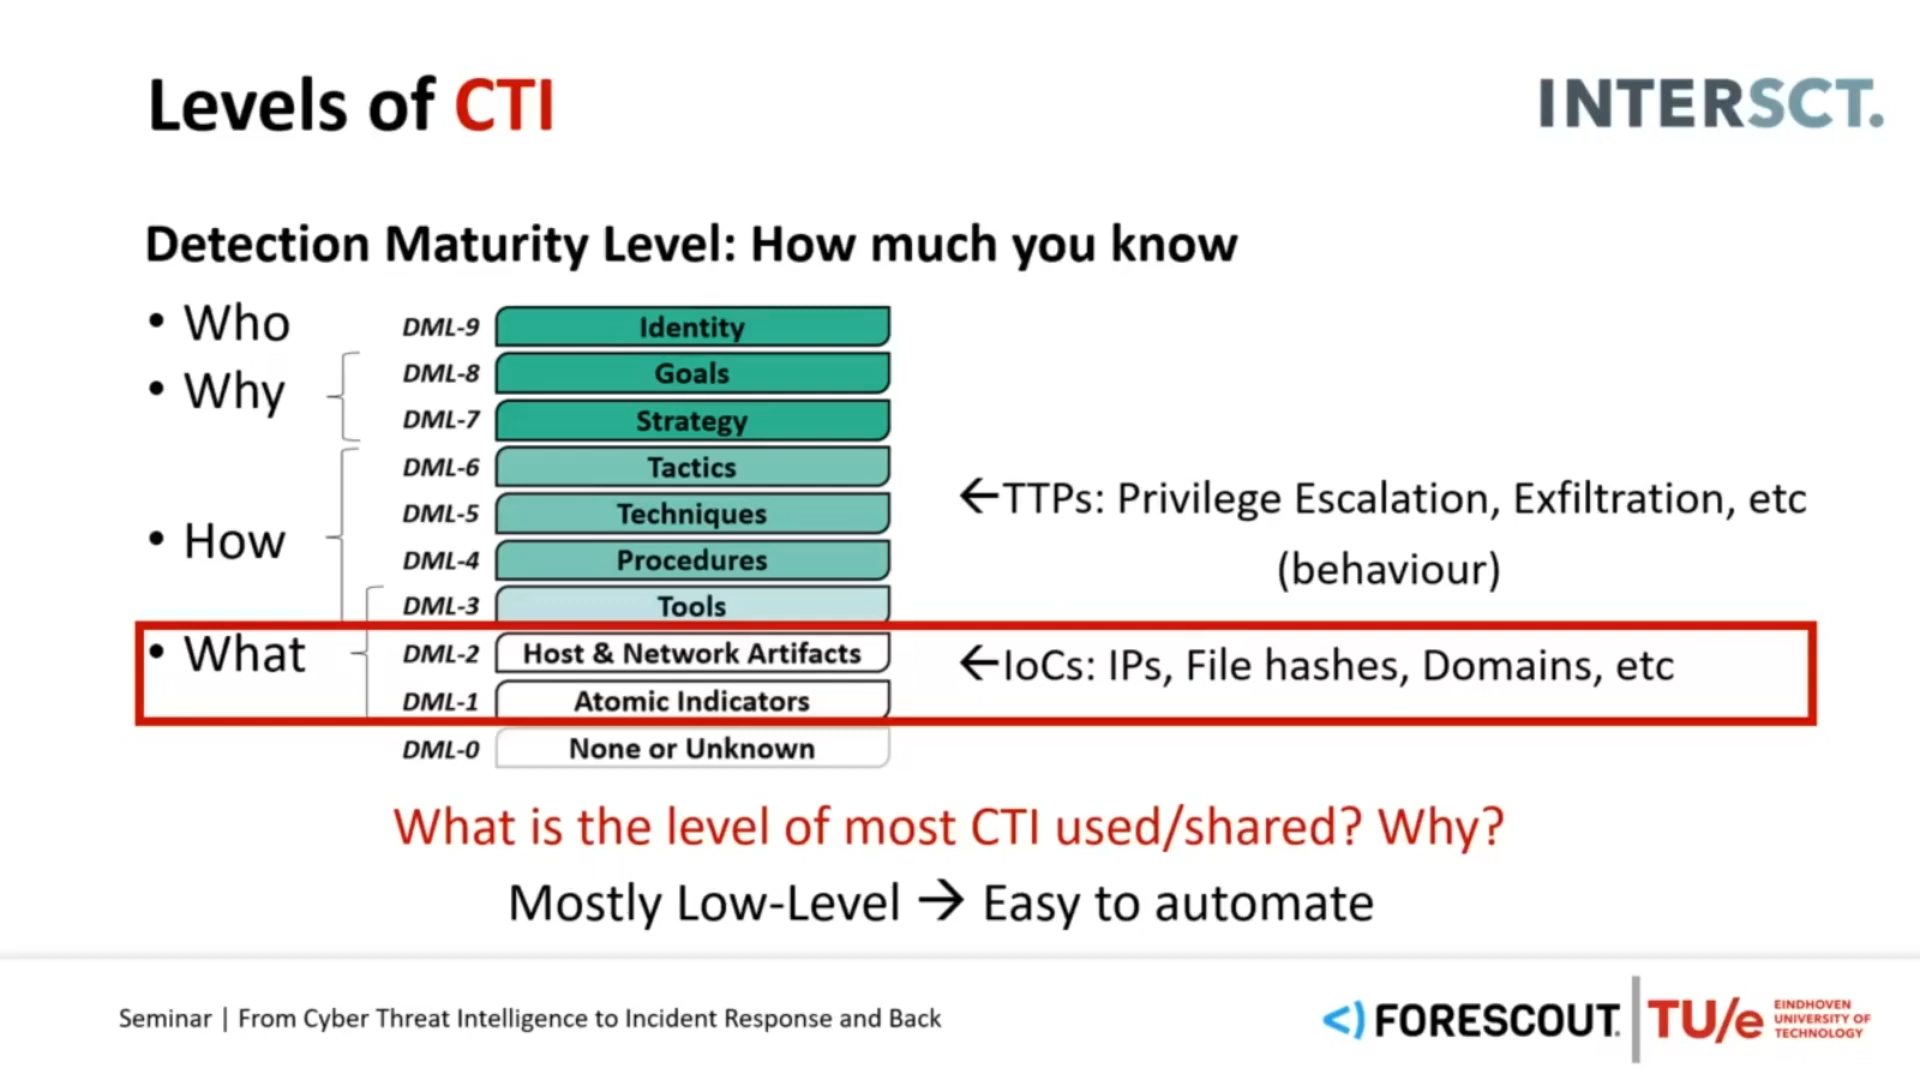 Levels of CTI
INTERSCT.
Detection Maturity Level: How much you know
• Who
DML-9 Identity
• Why
DML-8 Goals
DML-7 Strategy
DML-6 Tactics
←TTPs: Privilege Escalation, Exfiltration, etc
DML-5 Techniques
• How
(behaviour)
DML-4 Procedures
DML-3 Tools
• What
DML-2 Host & Network Artifacts
←IoCs: IPs, File hashes, Domains, etc
DML-1 Atomic Indicators
DML-0 None or Unknown
What is the level of most CTI used/shared? Why?
Mostly Low-Level → Easy to automate
Seminar | From Cyber Threat Intelligence to Incident Response and Back
<) FORESCOUT.
TU/e
EINDHOVEN
UNIVERSITY OF
TECHNOLOGY